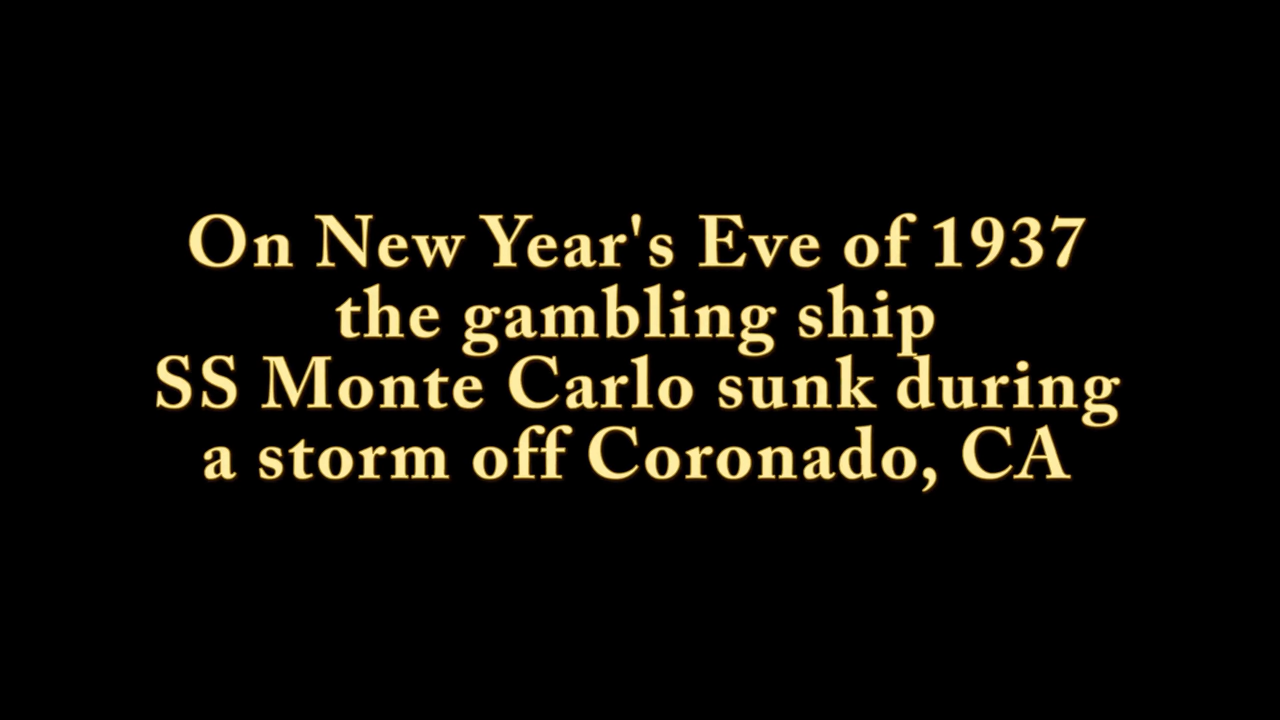 On New Year's Eve of 1937
the gambling ship
SS Monte Carlo sunk during
a storm off Coronado, CA